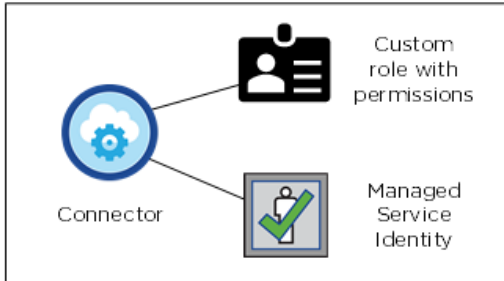 Custom
role with
permissions
Connector
Managed
Service
Identity